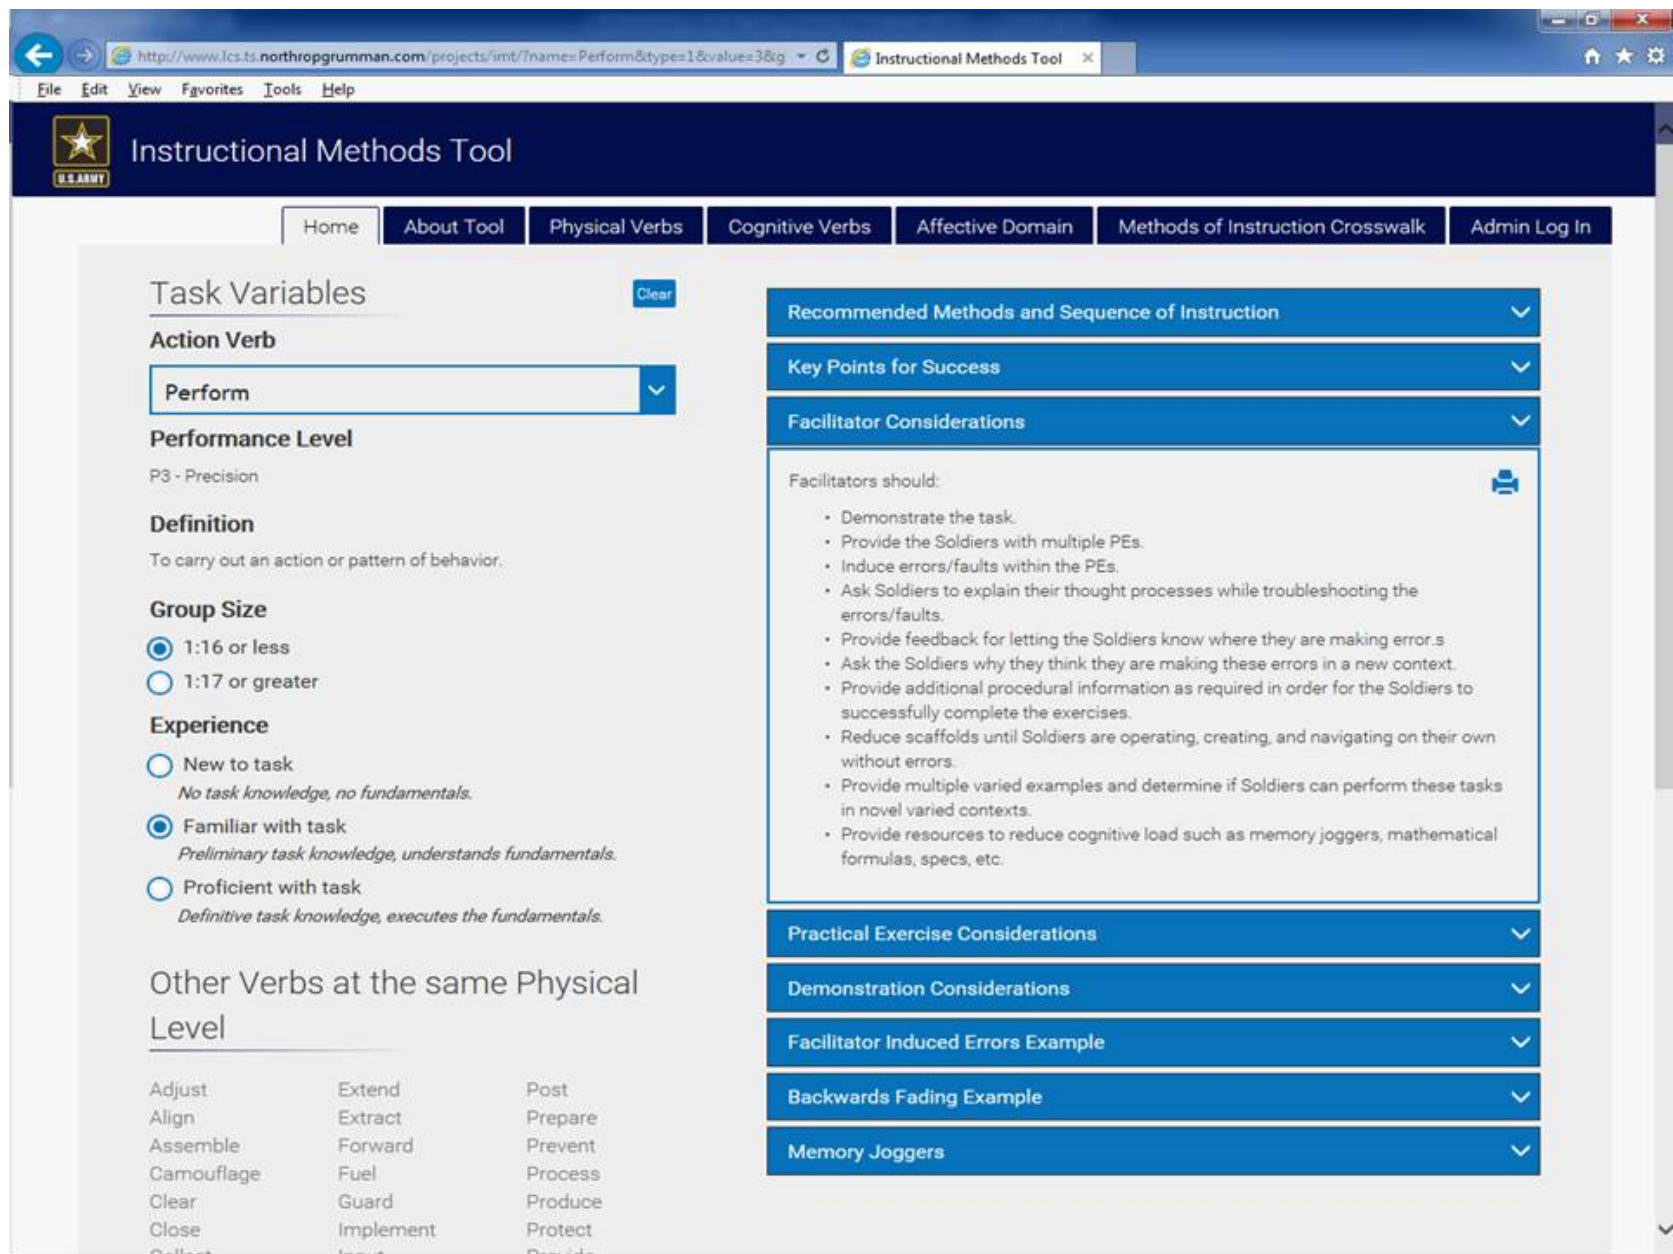 http://www.lcs.ts.northropgrumman.com/projects/imt/?name=Perform&type=1&value=3&g
Instructional Methods Tool
File Edit View Favorites Tools Help
U.S.ARMY
Instructional Methods Tool
Home
About Tool
Physical Verbs
Cognitive Verbs
Affective Domain
Methods of Instruction Crosswalk
Admin Log In
Task Variables
Clear
Action Verb
Perform
Performance Level
P3 - Precision
Definition
To carry out an action or pattern of behavior.
Group Size
1:16 or less
1:17 or greater
Experience
New to task
No task knowledge, no fundamentals.
Familiar with task
Preliminary task knowledge, understands fundamentals.
Proficient with task
Definitive task knowledge, executes the fundamentals.
Other Verbs at the same Physical
Level
Adjust Extend Post
Align Extract Prepare
Assemble Forward Prevent
Camouflage Fuel Process
Clear Guard Produce
Close Implement Protect
Recommended Methods and Sequence of Instruction
Key Points for Success
Facilitator Considerations
Facilitators should:
• Demonstrate the task.
• Provide the Soldiers with multiple PEs.
• Induce errors/faults within the PEs.
• Ask Soldiers to explain their thought processes while troubleshooting the
errors/faults.
• Provide feedback for letting the Soldiers know where they are making error.s
• Ask the Soldiers why they think they are making these errors in a new context.
• Provide additional procedural information as required in order for the Soldiers to
successfully complete the exercises.
• Reduce scaffolds until Soldiers are operating, creating, and navigating on their own
without errors.
• Provide multiple varied examples and determine if Soldiers can perform these tasks
in novel varied contexts.
• Provide resources to reduce cognitive load such as memory joggers, mathematical
formulas, specs, etc.
Practical Exercise Considerations
Demonstration Considerations
Facilitator Induced Errors Example
Backwards Fading Example
Memory Joggers